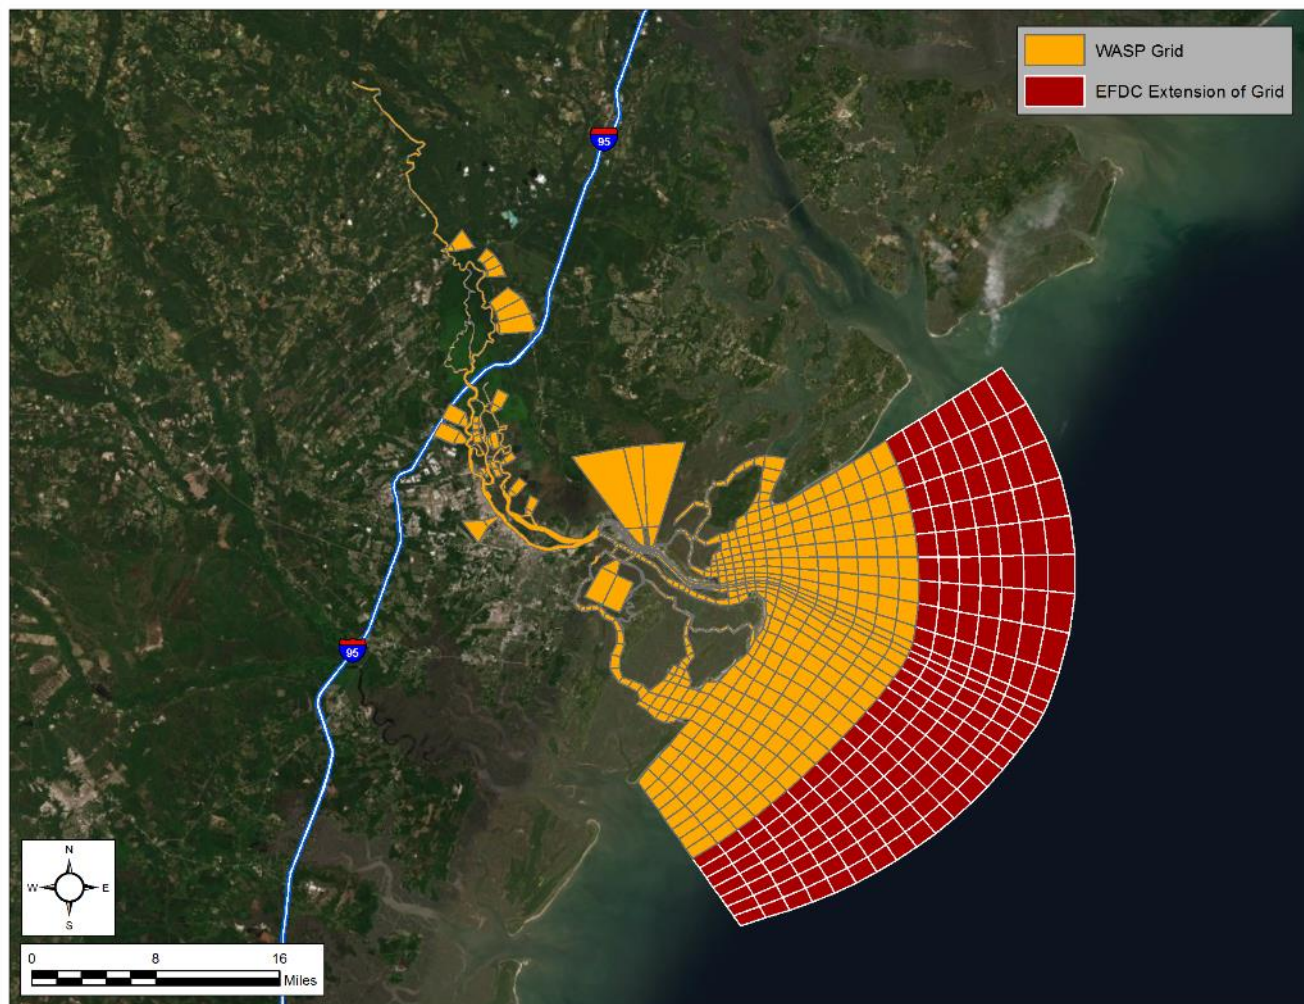 WASP Grid
EFDC Extension of Grid
95
95
N
W E
S
0 8 16
Miles